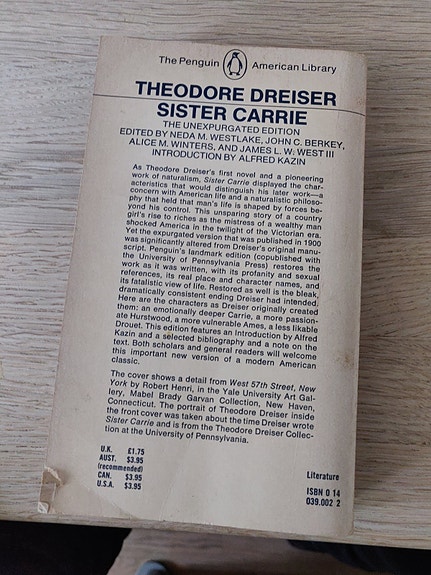 The Penguin American Library
THEODORE DREISER
SISTER CARRIE
THE UNEXPURGATED EDITION
EDITED BY NEDA M. WESTLAKE, JOHN C. BERKEY,
ALICE M. WINTERS, AND JAMES L. W. WEST III
INTRODUCTION BY ALFRED KAZIN
As Theodore Dreiser's first novel and a pioneering
work of naturalism, Sister Carrie displayed the char-
acteristics that would distinguish his later work—a
concern with American life and a naturalistic philoso-
phy that held that man's life is shaped by forces be-
yond his control. This unsparing story of a country
girl's rise to riches as the mistress of a wealthy man
shocked America in the twilight of the Victorian era.
Yet the expurgated version that was published in 1900
was significantly altered from Dreiser's original manu-
script. Penguin's landmark edition (copublished with
the University of Pennsylvania Press) restores the
work as it was written, with its profanity and sexual
references, its real place and character names, and
its fatalistic view of life. Restored as well is the bleak,
dramatically consistent ending Dreiser had intended.
Here are the characters as Dreiser originally created
them: an emotionally deeper Carrie, a more passion-
ate Hurstwood, a more vulnerable Ames, a less likable
Drouet. This edition features an Introduction by Alfred
Kazin and a selected bibliography and a note on the
text. Both scholars and general readers will welcome
this important new version of a modern American
classic.
The cover shows a detail from West 57th Street, New
York by Robert Henri, in the Yale University Art Gal-
lery, Mabel Brady Garvan Collection, New Haven,
Connecticut. The portrait of Theodore Dreiser inside
the front cover was taken about the time Dreiser wrote
Sister Carrie and is from the Theodore Dreiser Collec-
tion at the University of Pennsylvania.
U.K. £1.75
AUST. $3.95
(recommended)
CAN. $3.95
U.S.A. $3.95
Literature
ISBN 0 14
039.002 2